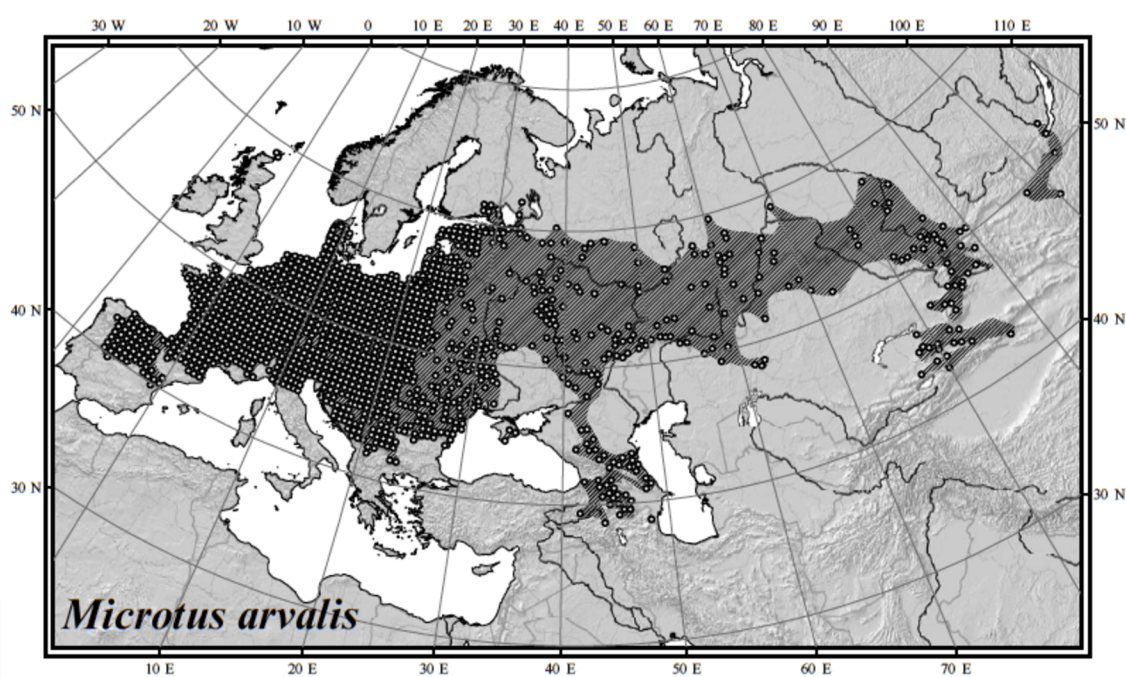 30 W 20 W 10 W 0 10 E 20 E 30 E 40 E 50 E 60 E 70 E 80 E 90 E 100 E 110 E
50 N 50 N
40 N 40 N
30 N 30 N
Microtus arvalis
10 E 20 E 30 E 40 E 50 E 60 E 70 E